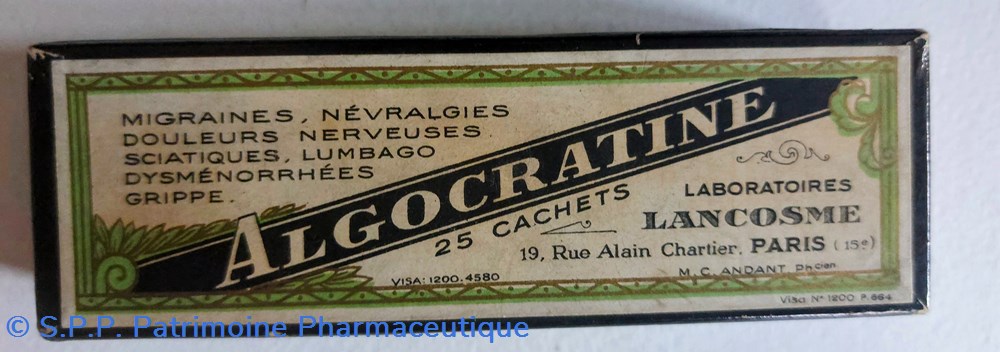 MIGRAINES, NÉVRALGIES
DOULEURS NERVEUSES.
SCIATIQUES, LUMBAGO
DYSMÉNORRHÉES
GRIPPE.
ALGOCRATINE
25 CACHETS
LABORATOIRES
LANCOSME
19, Rue Alain Chartier. PARIS (15e)
M.C. ANDANT Phcien.
VISA: 1200.4580
Visa No 1200 P. 664
© S.P.P. Patrimoine Pharmaceutique